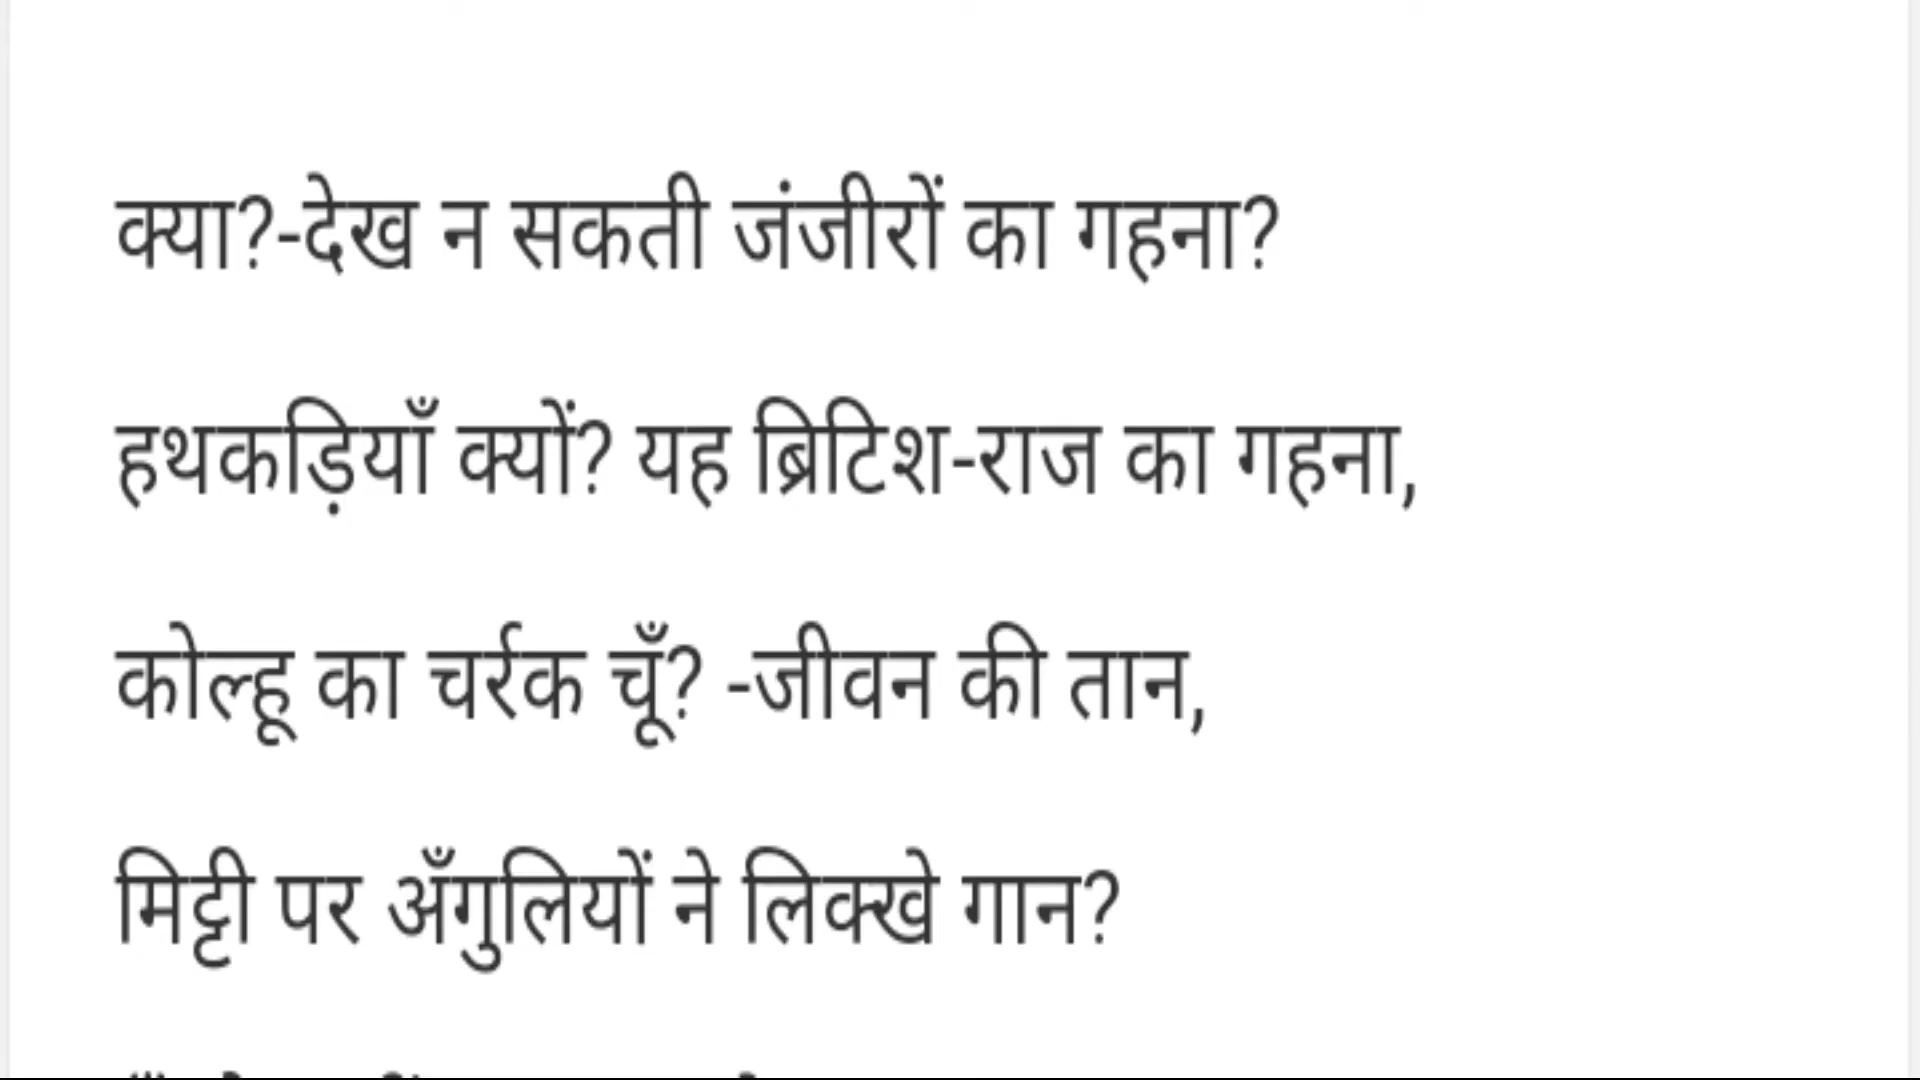 क्या?-देख न सकती जंजीरों का गहना?
हथकड़ियाँ क्यों? यह ब्रिटिश-राज का गहना,
कोल्हू का चर्रक चूँ? -जीवन की तान,
मिट्टी पर अँगुलियों ने लिक्खे गान?